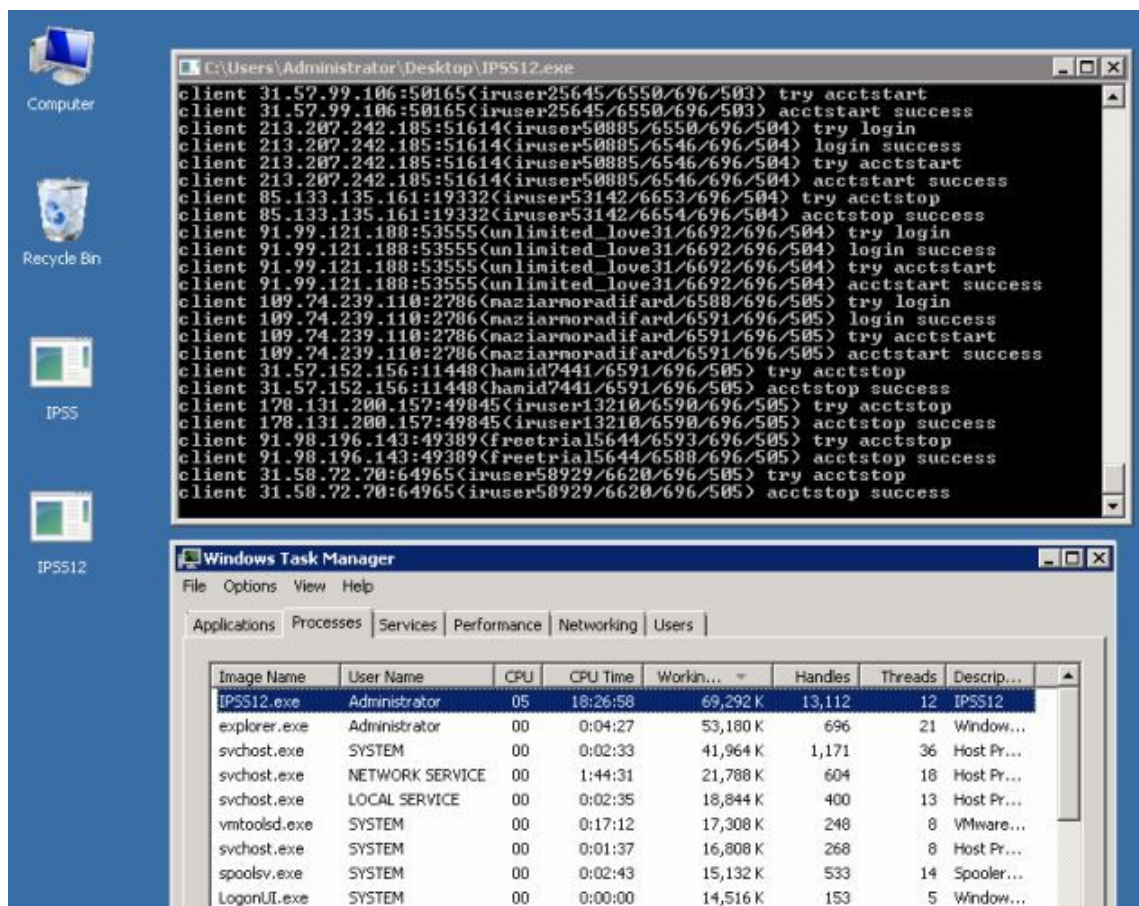 Computer
Recycle Bin
IPSS
IPSS12
C:\Users\Administrator\Desktop\IPSS12.exe
client 31.57.99.106:50165(iruser25645/6550/696/503) try acctstart
client 31.57.99.106:50165(iruser25645/6550/696/503) acctstart success
client 213.207.242.185:51614(iruser50885/6550/696/504) try login
client 213.207.242.185:51614(iruser50885/6546/696/504) login success
client 213.207.242.185:51614(iruser50885/6546/696/504) try acctstart
client 213.207.242.185:51614(iruser50885/6546/696/504) acctstart success
client 85.133.135.161:19332(iruser53142/6653/696/504) try acctstop
client 85.133.135.161:19332(iruser53142/6654/696/504) acctstop success
client 91.99.121.188:53555(unlimited_love31/6692/696/504) try login
client 91.99.121.188:53555(unlimited_love31/6692/696/504) login success
client 91.99.121.188:53555(unlimited_love31/6692/696/504) try acctstart
client 91.99.121.188:53555(unlimited_love31/6692/696/504) acctstart success
client 109.74.239.110:2786(maziarmoradifard/6588/696/505) try login
client 109.74.239.110:2786(maziarmoradifard/6591/696/505) login success
client 109.74.239.110:2786(maziarmoradifard/6591/696/505) try acctstart
client 109.74.239.110:2786(maziarmoradifard/6591/696/505) acctstart success
client 31.57.152.156:11448(hamid7441/6591/696/505) try acctstop
client 31.57.152.156:11448(hamid7441/6591/696/505) acctstop success
client 178.131.200.157:49845(iruser13210/6590/696/505) try acctstop
client 178.131.200.157:49845(iruser13210/6590/696/505) acctstop success
client 91.98.196.143:49389(freetrial5644/6593/696/505) try acctstop
client 91.98.196.143:49389(freetrial5644/6588/696/505) acctstop success
client 31.58.72.70:64965(iruser58929/6620/696/505) try acctstop
client 31.58.72.70:64965(iruser58929/6620/696/505) acctstop success
Windows Task Manager
File Options View Help
Applications Processes Services Performance Networking Users
Image Name User Name CPU CPU Time Workin... Handles Threads Descrip...
IPSS12.exe Administrator 05 18:26:58 69,292 K 13,112 12 IPSS12
explorer.exe Administrator 00 0:04:27 53,180 K 696 21 Window...
svchost.exe SYSTEM 00 0:02:33 41,964 K 1,171 36 Host Pr...
svchost.exe NETWORK SERVICE 00 1:44:31 21,788 K 604 18 Host Pr...
svchost.exe LOCAL SERVICE 00 0:02:35 18,844 K 400 13 Host Pr...
vmtoolsd.exe SYSTEM 00 0:17:12 17,308 K 248 8 VMware...
svchost.exe SYSTEM 00 0:01:37 16,808 K 268 8 Host Pr...
spoolsv.exe SYSTEM 00 0:02:43 15,132 K 533 14 Spooler...
LogonUI.exe SYSTEM 00 0:00:00 14,516 K 153 5 Window...